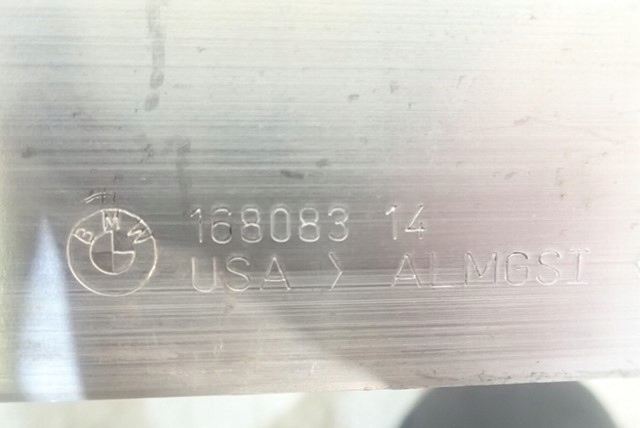 BMW
168083 14
USA > ALMGSI <